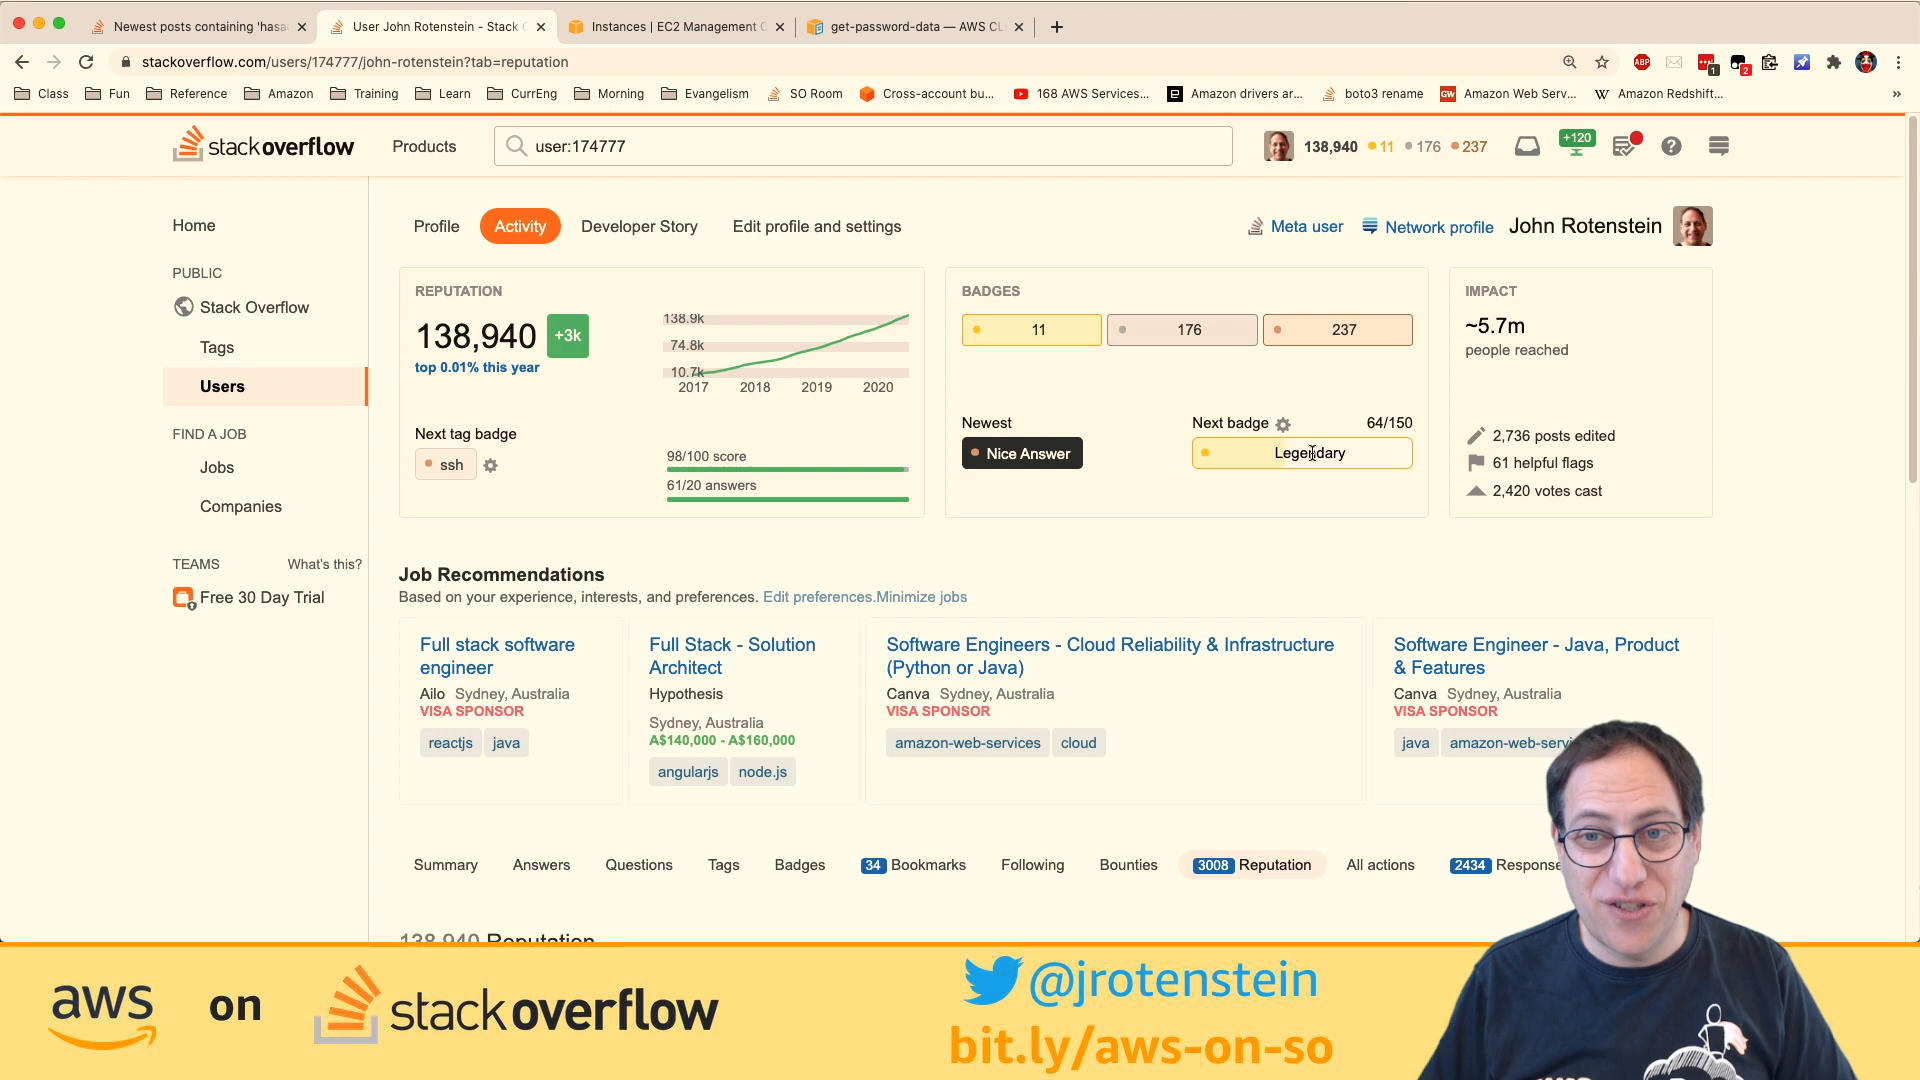 Newest posts containing 'hasa
User John Rotenstein - Stack
Instances | EC2 Management
get-password-data — AWS CL
stackoverflow.com/users/174777/john-rotenstein?tab=reputation
ABP
1
2
Class
Fun
Reference
Amazon
Training
Learn
CurrEng
Morning
Evangelism
SO Room
Cross-account bu...
168 AWS Services...
Amazon drivers ar...
boto3 rename
GW
Amazon Web Serv...
W
Amazon Redshift...
»
stackoverflow
Products
user:174777
138,940
11
176
237
+120
Home
PUBLIC
Stack Overflow
Tags
Users
FIND A JOB
Jobs
Companies
TEAMS
What's this?
Free 30 Day Trial
Profile
Activity
Developer Story
Edit profile and settings
Meta user
Network profile
John Rotenstein
REPUTATION
138,940
+3k
top 0.01% this year
138.9k
74.8k
10.7k
2017
2018
2019
2020
Next tag badge
ssh
98/100 score
61/20 answers
BADGES
11
176
237
Newest
Nice Answer
Next badge
64/150
Legendary
IMPACT
~5.7m
people reached
2,736 posts edited
61 helpful flags
2,420 votes cast
Job Recommendations
Based on your experience, interests, and preferences. Edit preferences.Minimize jobs
Full stack software
engineer
Ailo Sydney, Australia
VISA SPONSOR
reactjs
java
Full Stack - Solution
Architect
Hypothesis
Sydney, Australia
A$140,000 - A$160,000
angularjs
node.js
Software Engineers - Cloud Reliability & Infrastructure
(Python or Java)
Canva Sydney, Australia
VISA SPONSOR
amazon-web-services
cloud
Software Engineer - Java, Product
& Features
Canva Sydney, Australia
VISA SPONSOR
java
amazon-web-servi
Summary
Answers
Questions
Tags
Badges
34 Bookmarks
Following
Bounties
3008 Reputation
All actions
2434 Response
138,940 Reputation
aws on stackoverflow
@jrotenstein
bit.ly/aws-on-so